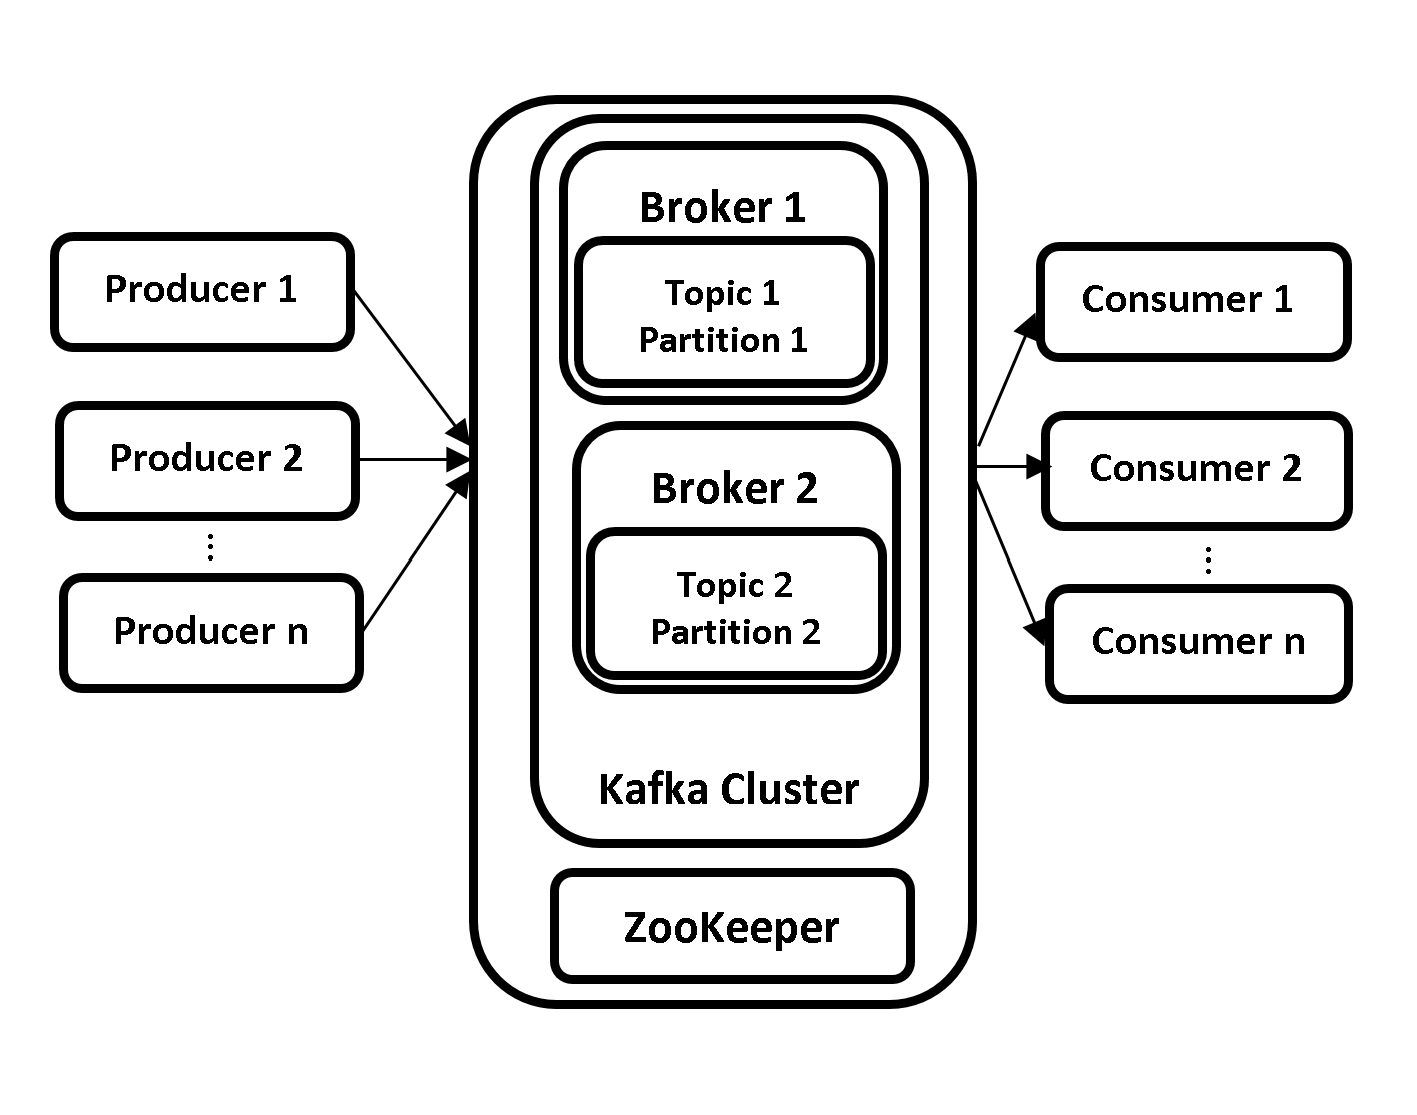 Producer 1
Producer 2
⋮
Producer n
Broker 1
Topic 1
Partition 1
Broker 2
Topic 2
Partition 2
Kafka Cluster
ZooKeeper
Consumer 1
Consumer 2
⋮
Consumer n